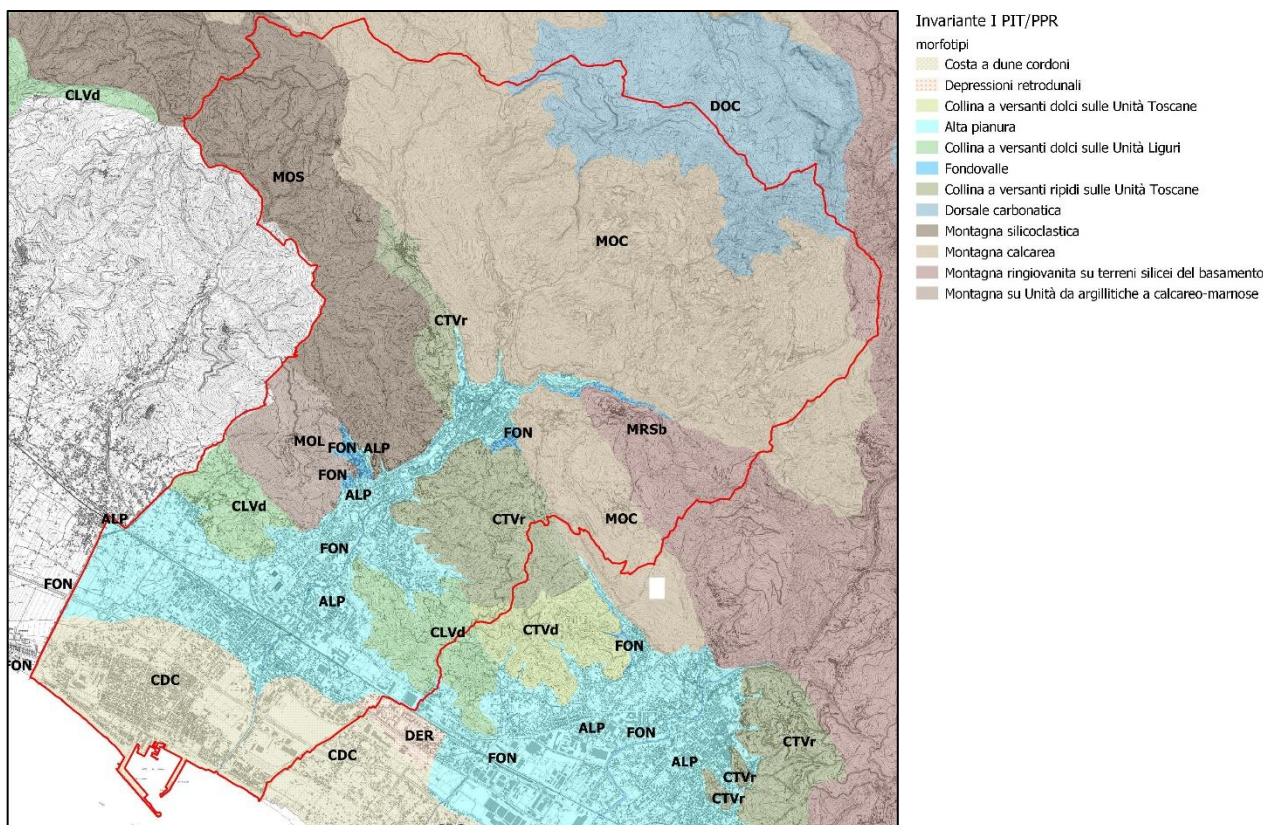 Invariante I PIT/PPR
morfotipi
Costa a dune cordoni
Depressioni retrodunali
Collina a versanti dolci sulle Unità Toscane
Alta pianura
Collina a versanti dolci sulle Unità Liguri
Fondovalle
Collina a versanti ripidi sulle Unità Toscane
Dorsale carbonatica
Montagna silicoclastica
Montagna calcarea
Montagna ringiovanita su terreni silicei del basamento
Montagna su Unità da argillitiche a calcareo-marnose
CLVd
DOC
MOS
MOC
CTVr
MRSb
FON
MOL
FON
ALP
FON
ALP
CLVd
CTVr
MOC
ALP
FON
FON
ALP
CLVd
CTVd
FON
FON
CDC
DER
CDC
FON
ALP
FON
ALP
CTVr
CTVr
CTVr